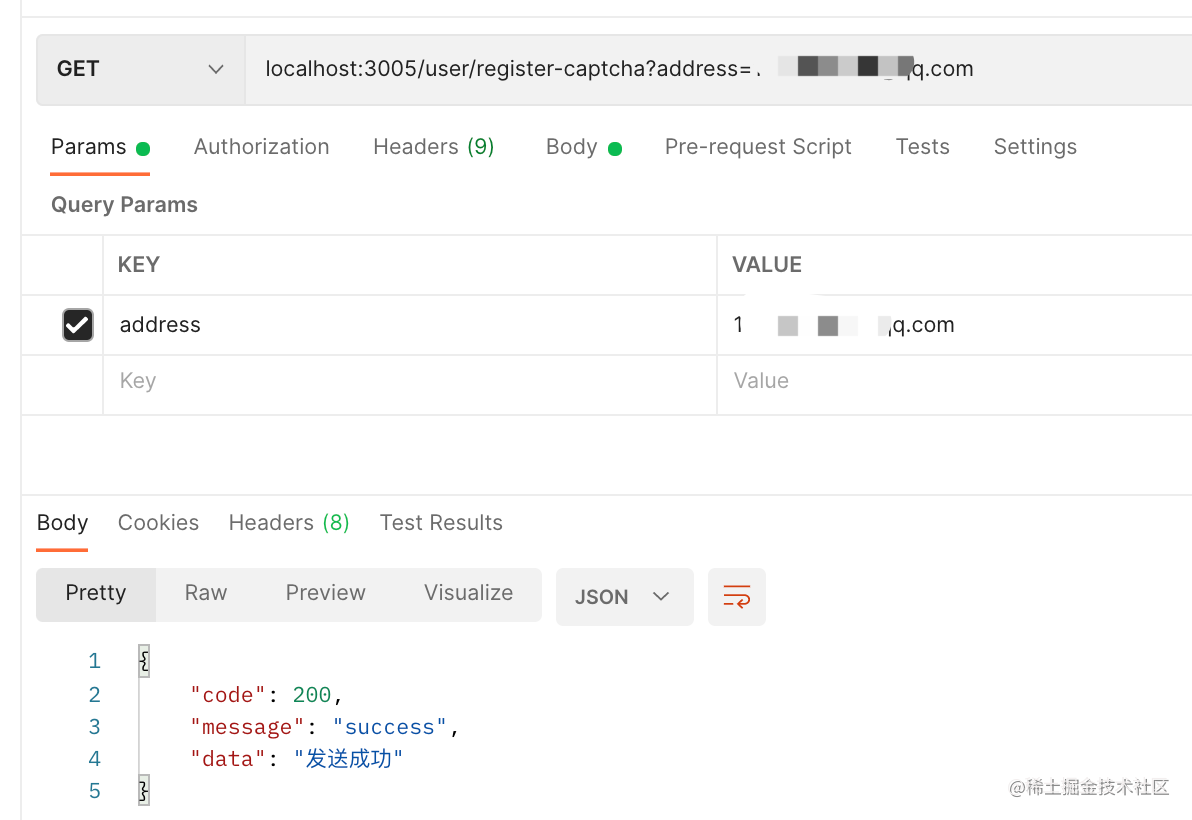 GET localhost:3005/user/register-captcha?address= q.com
Params Authorization Headers (9) Body Pre-request Script Tests Settings
Query Params
KEY VALUE
address 1 q.com
Key Value
Body Cookies Headers (8) Test Results
Pretty Raw Preview Visualize JSON
1 {
2 "code": 200,
3 "message": "success",
4 "data": "发送成功"
5 }
@稀土掘金技术社区